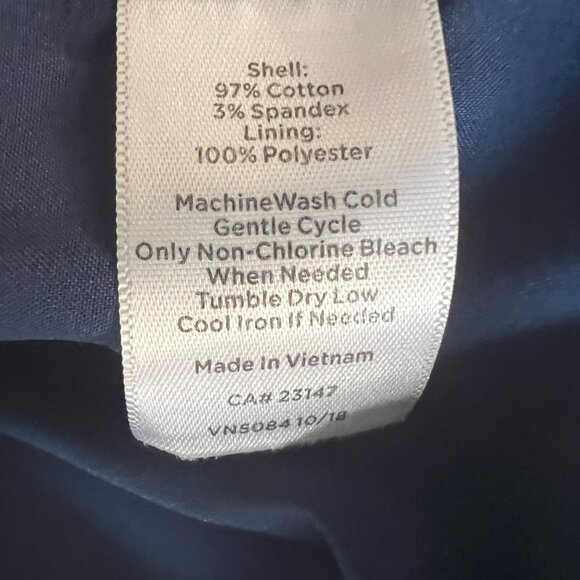 Shell:
97% Cotton
3% Spandex
Lining:
100% Polyester
MachineWash Cold
Gentle Cycle
Only Non-Chlorine Bleach
When Needed
Tumble Dry Low
Cool Iron If Needed
Made In Vietnam
CA# 23147
VN5084 10/18